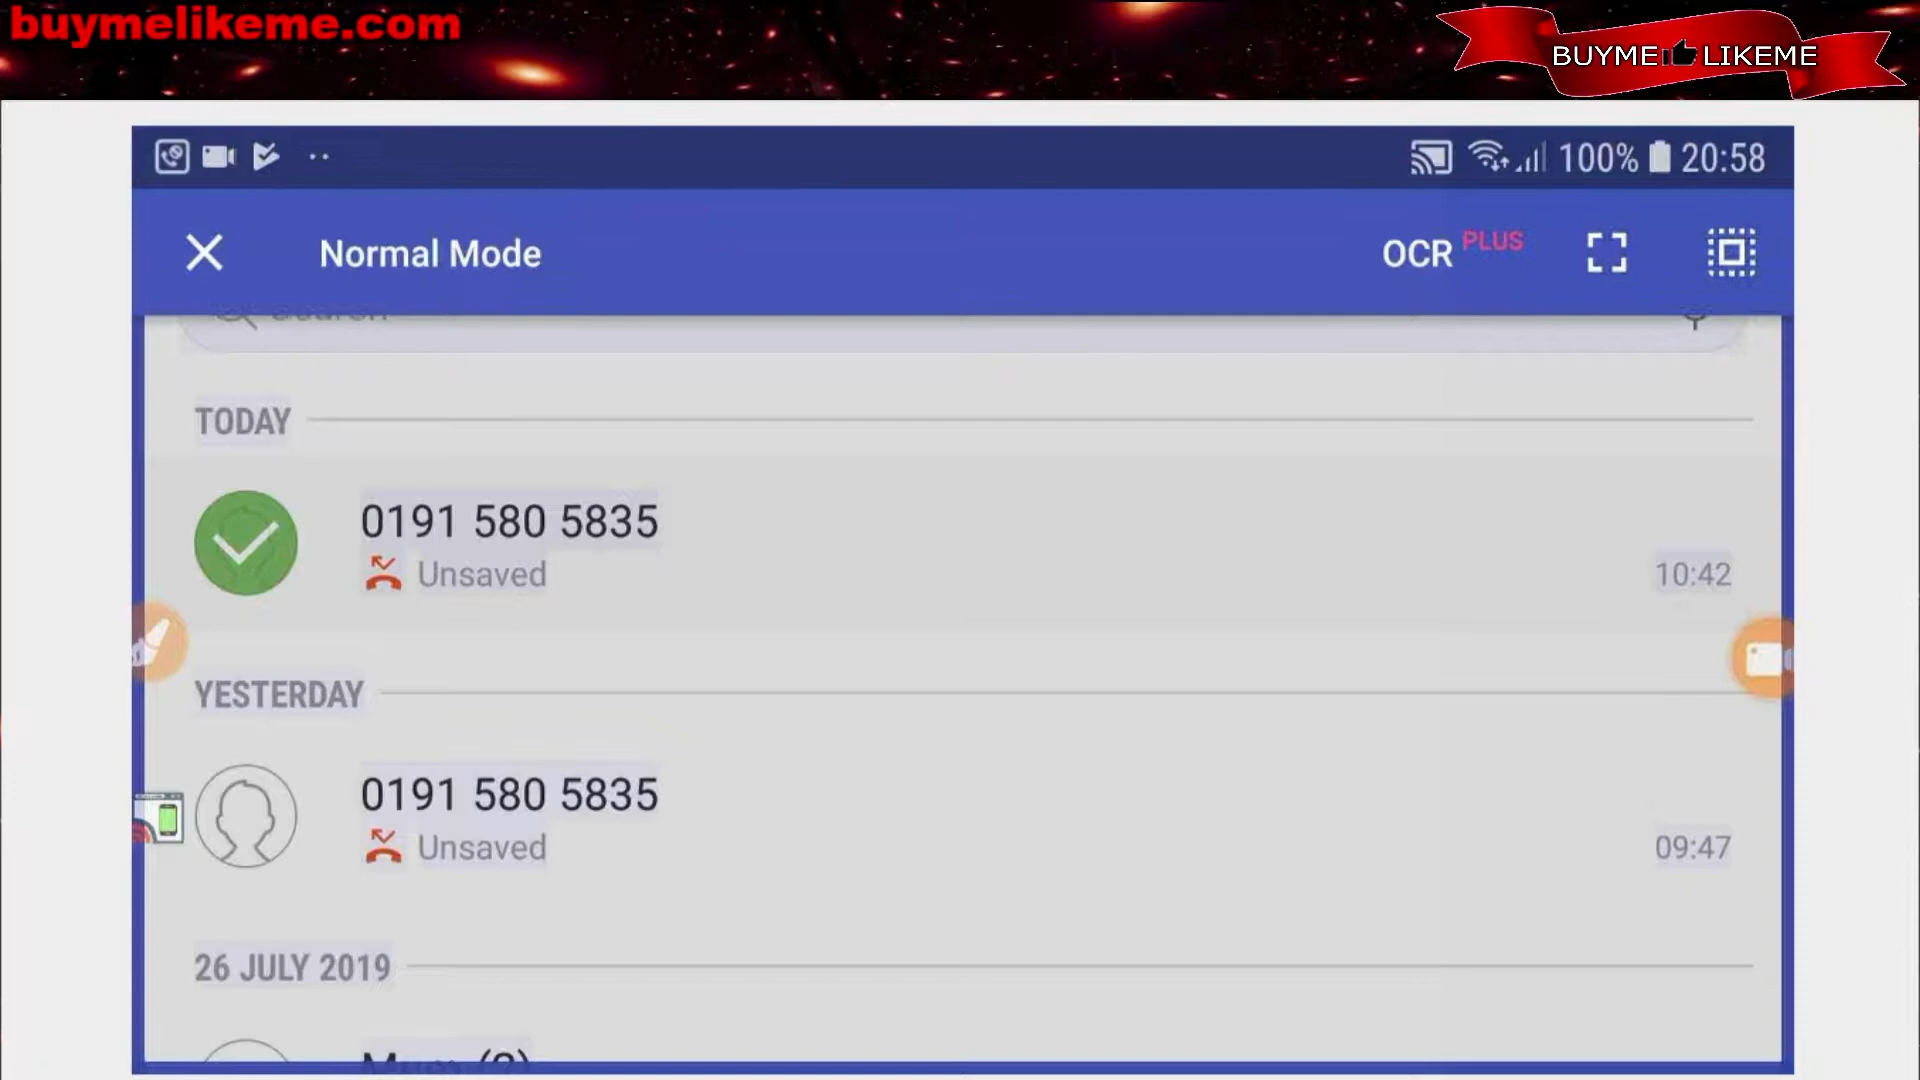 buymelikeme.com
BUYME LIKEME
100% 20:58
Normal Mode
OCR PLUS
Search
TODAY
0191 580 5835
Unsaved
10:42
YESTERDAY
0191 580 5835
Unsaved
09:47
26 JULY 2019